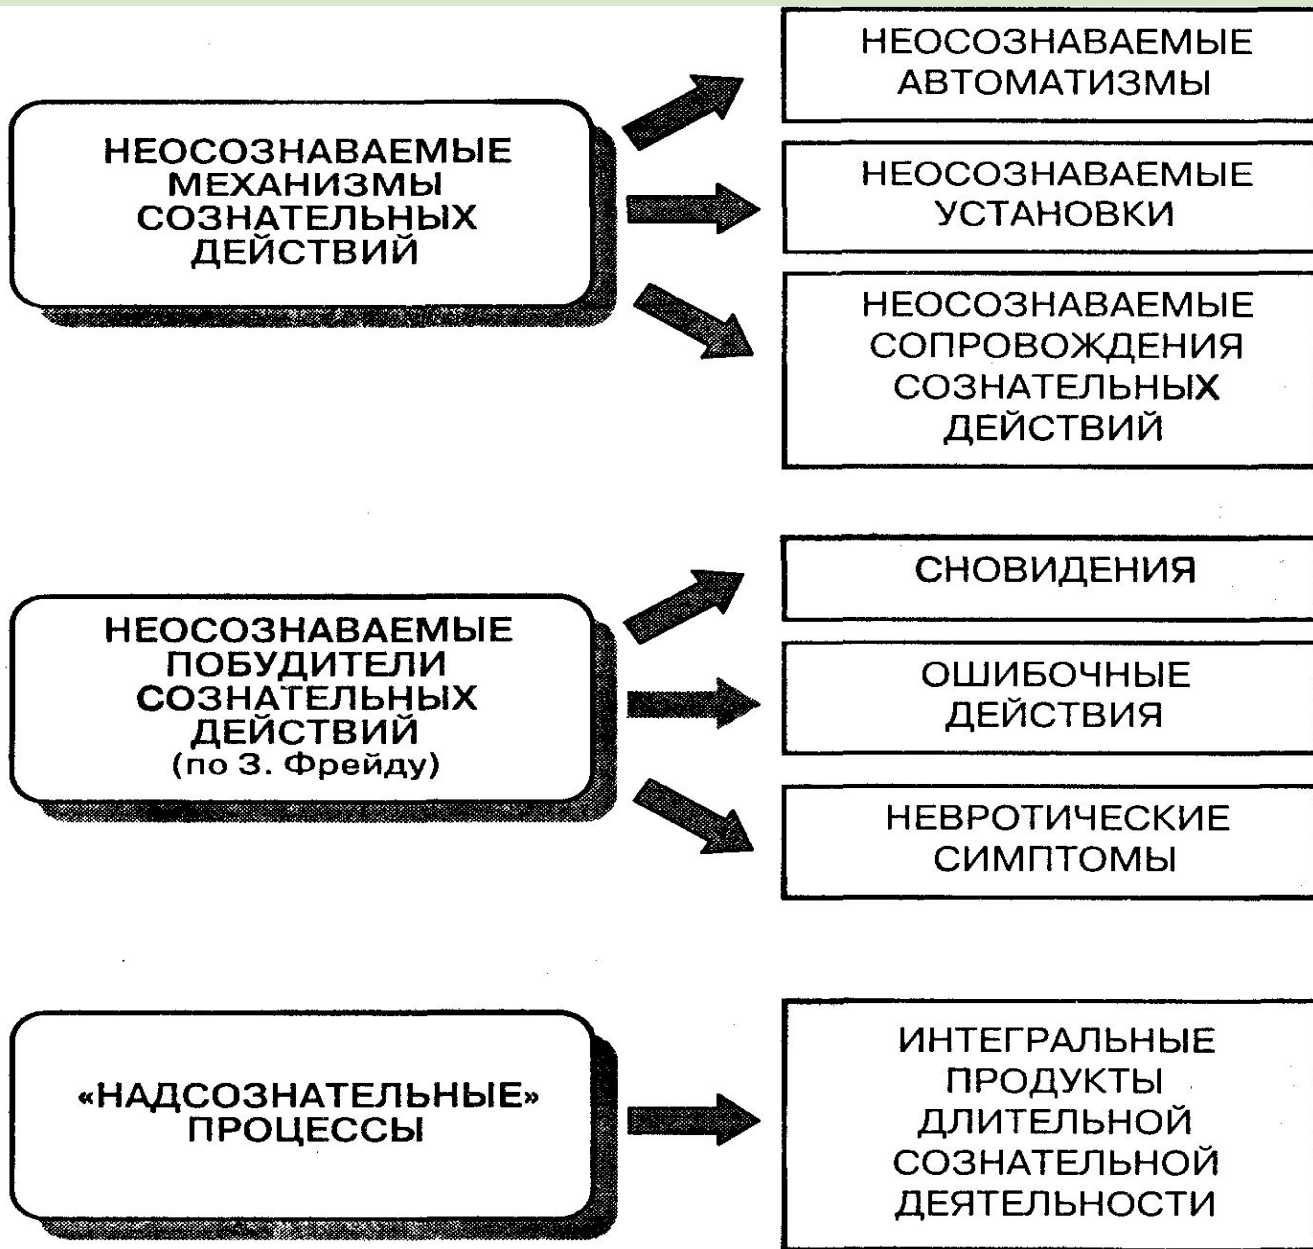 НЕОСОЗНАВАЕМЫЕ
МЕХАНИЗМЫ
СОЗНАТЕЛЬНЫХ
ДЕЙСТВИЙ
НЕОСОЗНАВАЕМЫЕ
АВТОМАТИЗМЫ
НЕОСОЗНАВАЕМЫЕ
УСТАНОВКИ
НЕОСОЗНАВАЕМЫЕ
СОПРОВОЖДЕНИЯ
СОЗНАТЕЛЬНЫХ
ДЕЙСТВИЙ
НЕОСОЗНАВАЕМЫЕ
ПОБУДИТЕЛИ
СОЗНАТЕЛЬНЫХ
ДЕЙСТВИЙ
(по З. Фрейду)
СНОВИДЕНИЯ
ОШИБОЧНЫЕ
ДЕЙСТВИЯ
НЕВРОТИЧЕСКИЕ
СИМПТОМЫ
«НАДСОЗНАТЕЛЬНЫЕ»
ПРОЦЕССЫ
ИНТЕГРАЛЬНЫЕ
ПРОДУКТЫ
ДЛИТЕЛЬНОЙ
СОЗНАТЕЛЬНОЙ
ДЕЯТЕЛЬНОСТИ